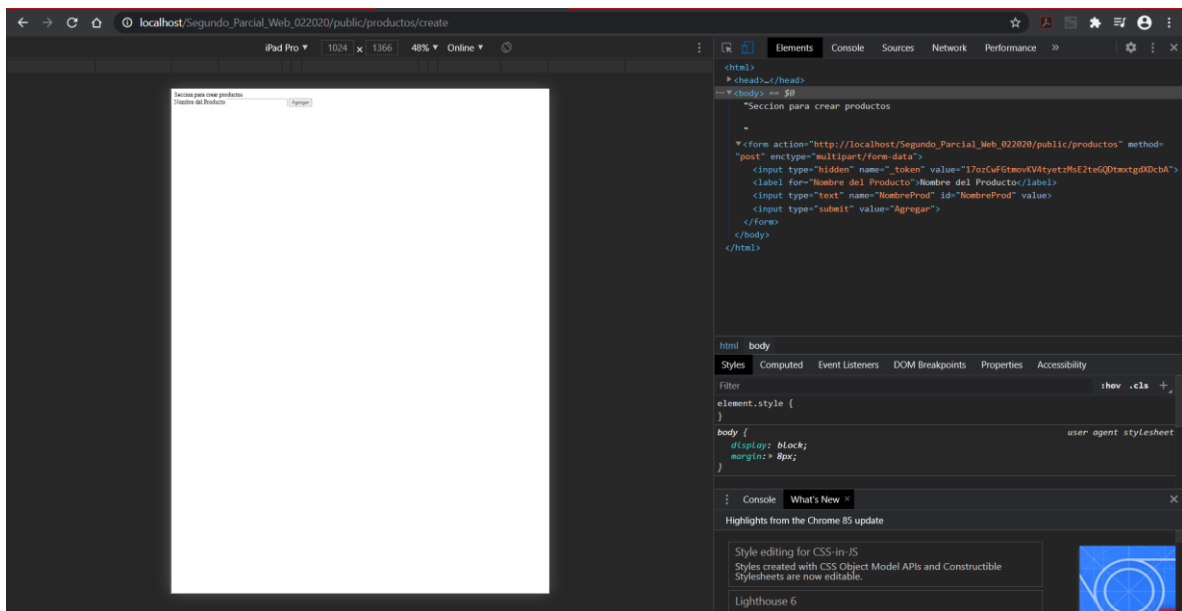 localhost/Segundo_Parcial_Web_022020/public/productos/create
iPad Pro ▼ 1024 x 1366 48% ▼ Online ▼
Seccion para crear productos
Nombre del Producto Agregar
Elements Console Sources Network Performance »
<html>
<head>…</head>
<body> == $0
"Seccion para crear productos
"
<form action="http://localhost/Segundo_Parcial_Web_022020/public/productos" method=
"post" enctype="multipart/form-data">
<input type="hidden" name="_token" value="17ozCwFGtmovKV4tyetzMsE2teGQDtmxtgdXDcbA">
<label for="Nombre del Producto">Nombre del Producto</label>
<input type="text" name="NombreProd" id="NombreProd" value>
<input type="submit" value="Agregar">
</form>
</body>
</html>
html body
Styles Computed Event Listeners DOM Breakpoints Properties Accessibility
Filter :hov .cls +
element.style {
}
body { user agent stylesheet
display: block;
margin: 8px;
}
Console What's New ×
Highlights from the Chrome 85 update
Style editing for CSS-in-JS
Styles created with CSS Object Model APIs and Constructible
Stylesheets are now editable.
Lighthouse 6